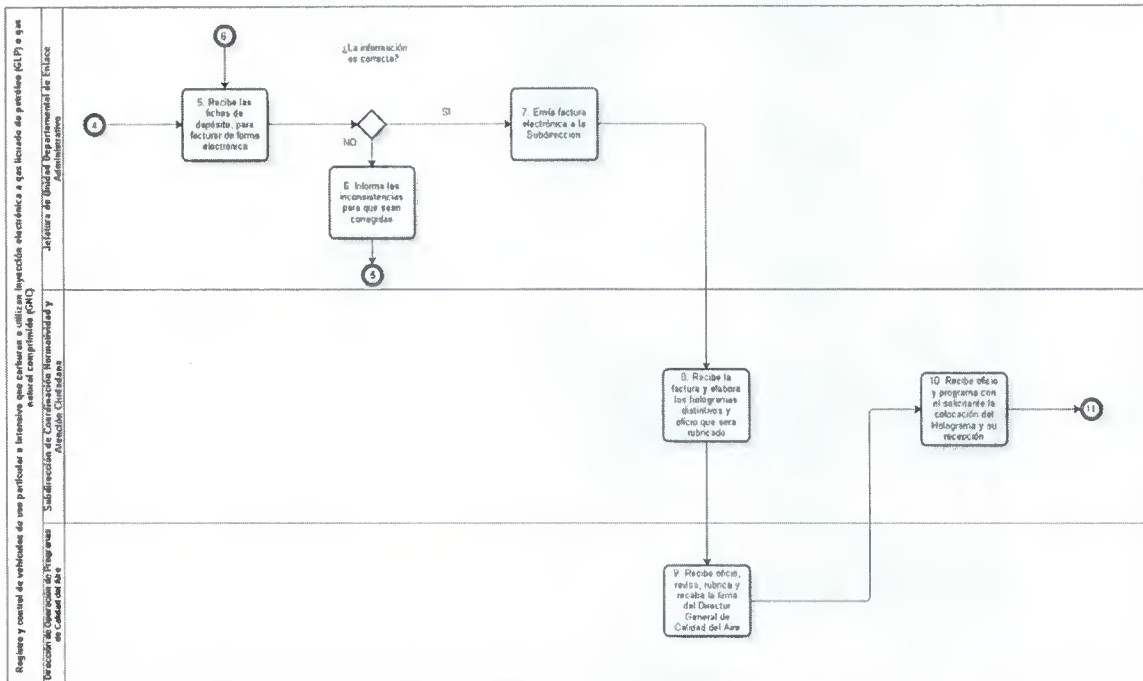 Registro y control de vehículos de uso particular o intensivo que carburan o utilizan inyección electrónica a gas licuado de petróleo (GLP) o gas
natural comprimido (GNC)
Jefatura de Unidad Departamental de Enlace
Administrativo
6
4
5. Recibe las
fichas de
depósito, para
facturar de forma
electrónica
¿La información
es correcta?
SI
NO
7. Envía factura
electrónica a la
Subdirección
6. Informa las
inconsistencias
para que sean
corregidas
5
Subdirección de Coordinación Normatividad y
Atención Ciudadana
8. Recibe la
factura y elabora
los hologramas
distintivos y
oficio que será
rubricado
10. Recibe oficio
y programa con
el solicitante la
colocación del
Holograma y su
recepción
11
Dirección de Operación de Programas
de Calidad del Aire
9. Recibe oficio,
revisa, rubrica y
recaba la firma
del Director
General de
Calidad del Aire